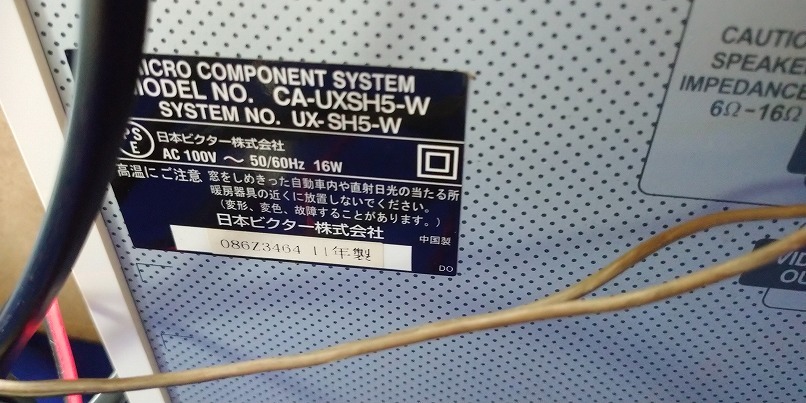 MICRO COMPONENT SYSTEM
MODEL NO. CA-UXSH5-W
SYSTEM NO. UX-SH5-W
PS
E
日本ビクター株式会社
AC 100V ～ 50/60Hz 16W
高温にご注意 窓をしめきった自動車内や直射日光の当たる所
暖房器具の近くに放置しないでください。
（変形、変色、故障することがあります。）
日本ビクター株式会社
中国製
086Z3464 11年製
DO
CAUTIO
SPEAKE
IMPEDANCE
6Ω-16Ω
VID
OU